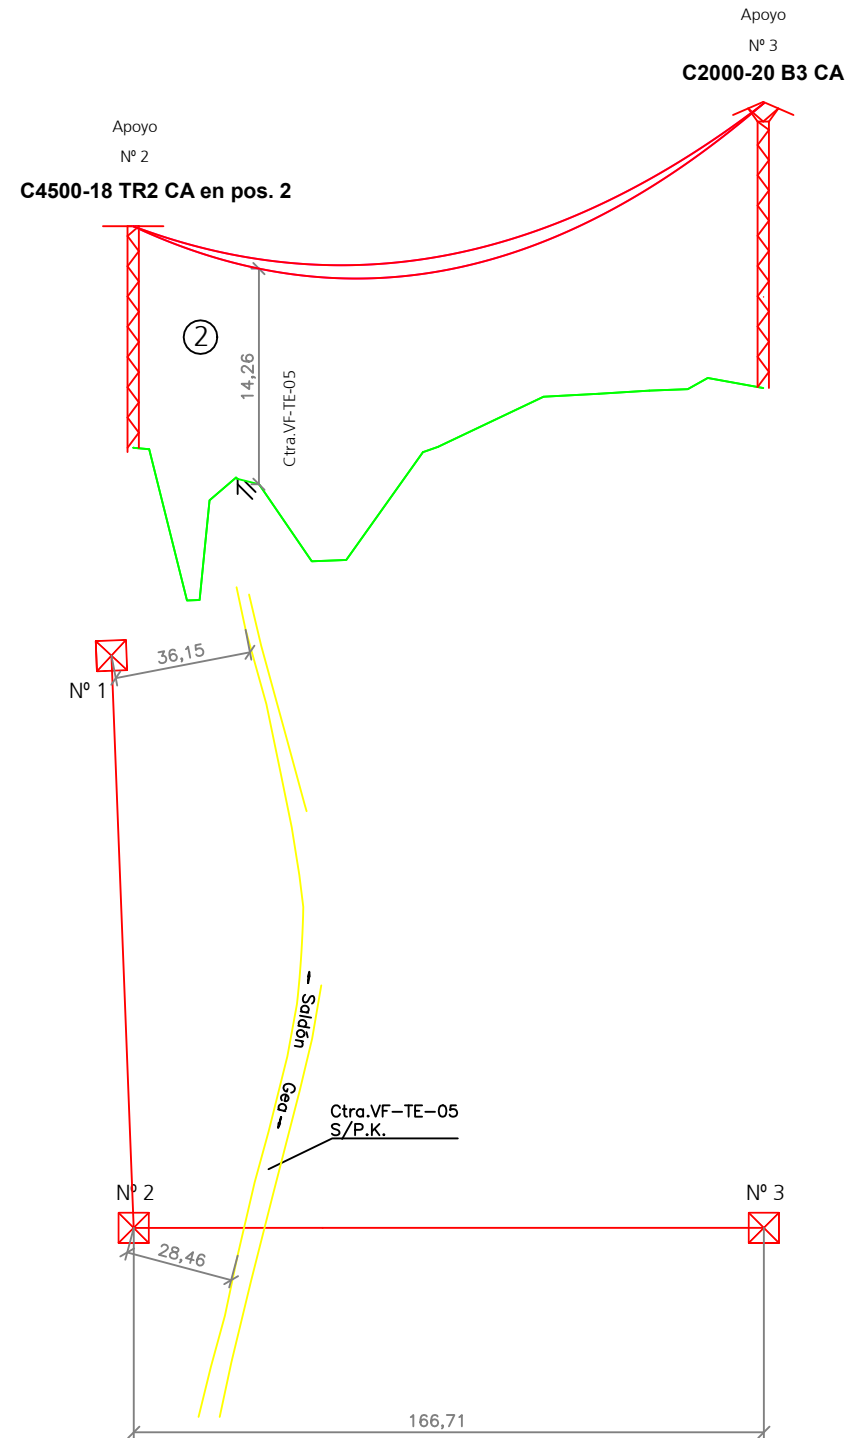 Apoyo
Nº 3
C2000-20 B3 CA
Apoyo
Nº 2
C4500-18 TR2 CA en pos. 2
2
14,26
Ctra.VF-TE-05
36,15
Nº 1
Saldón
Gea
Ctra.VF-TE-05
S/P.K.
Nº 2
Nº 3
28,46
166,71